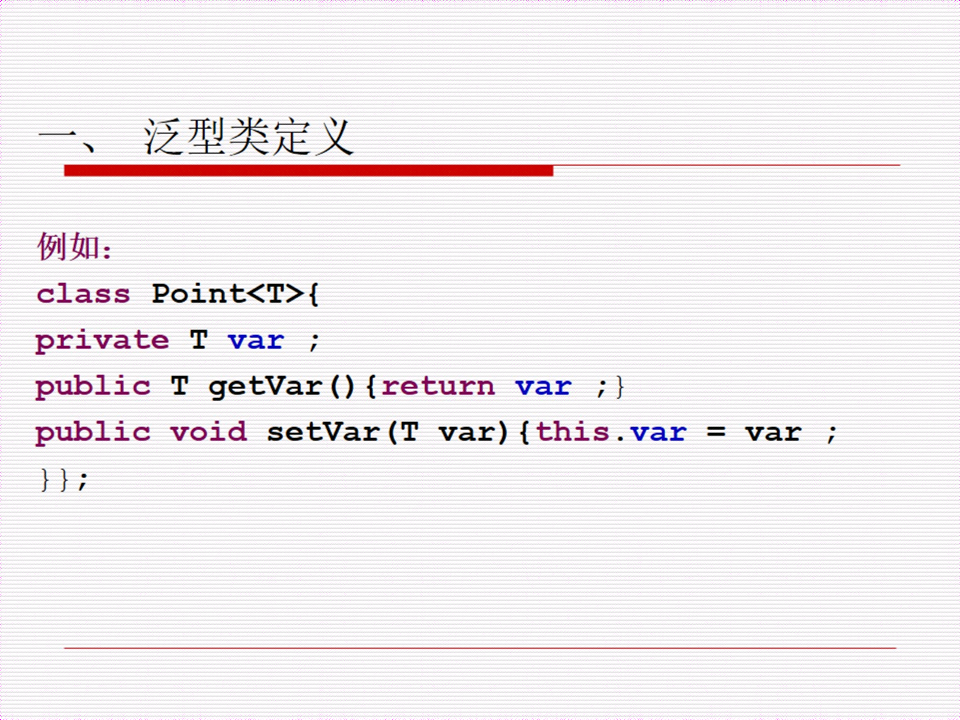 一、 泛型类定义
例如：
class Point<T>{
private T var ;
public T getVar(){return var ;}
public void setVar(T var){this.var = var ;
}};